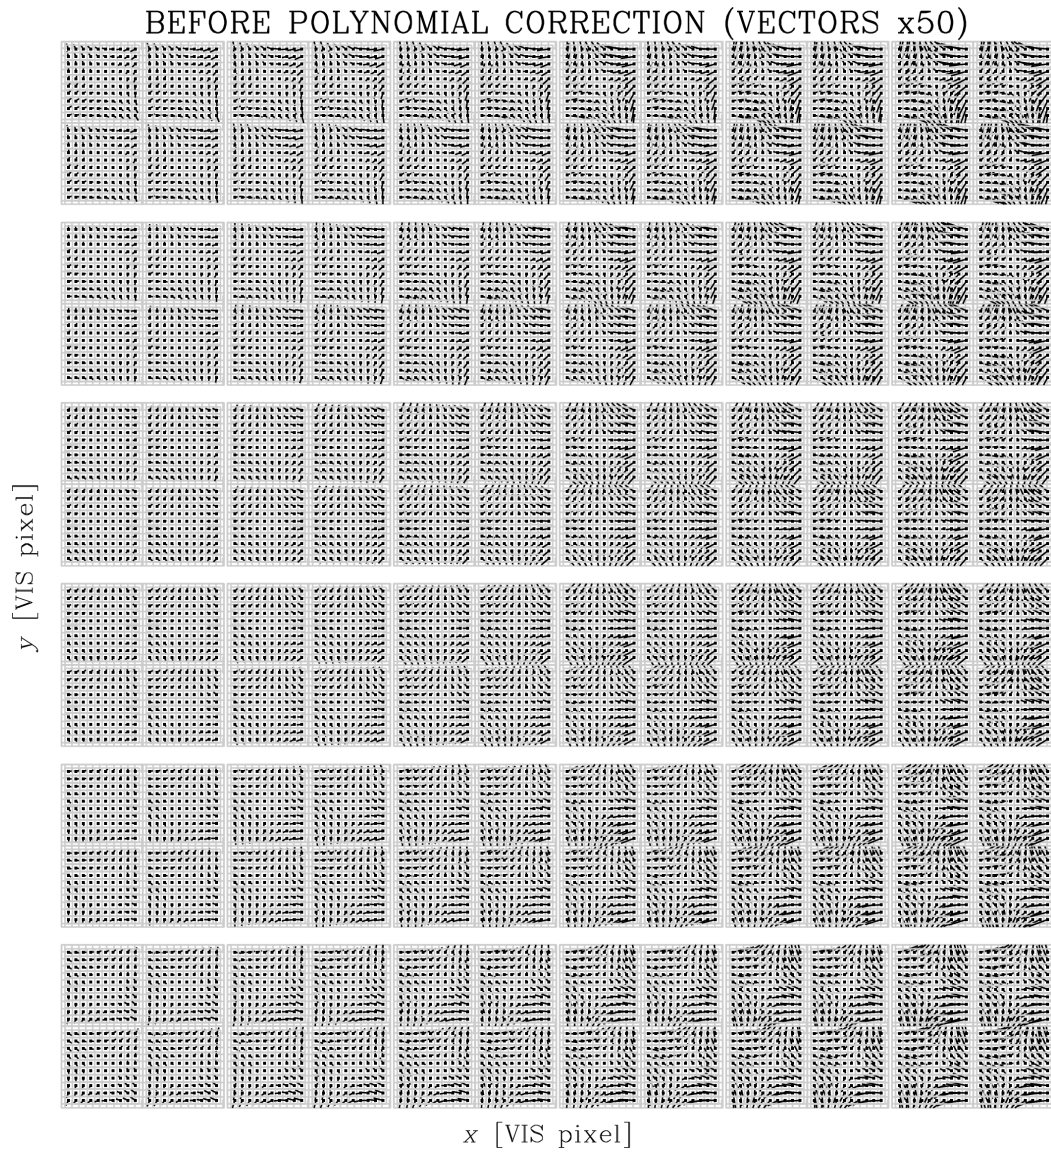 BEFORE POLYNOMIAL CORRECTION (VECTORS x50)
y [VIS pixel]
x [VIS pixel]